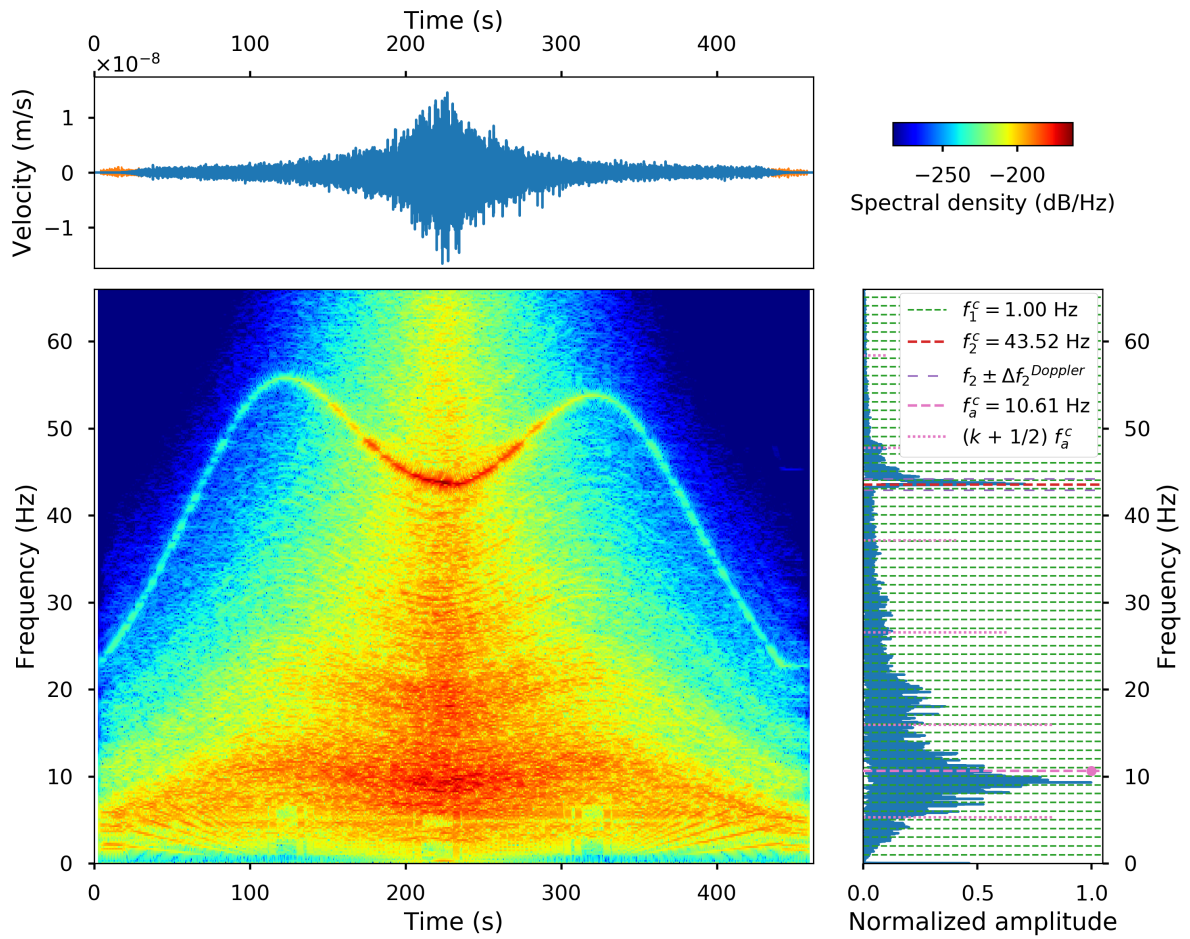 Time (s)
0 100 200 300 400
×10⁻⁸
Velocity (m/s)
1
0
−1
−250 −200
Spectral density (dB/Hz)
Frequency (Hz)
60
50
40
30
20
10
0
0 100 200 300 400
Time (s)
f₁ᶜ = 1.00 Hz
f₂ᶜ = 43.52 Hz
f₂ ± Δf₂ᴰᵒᵖᵖˡᵉʳ
fₐᶜ = 10.61 Hz
(k + 1/2) fₐᶜ
60
50
40
30
20
10
0
Frequency (Hz)
0.0 0.5 1.0
Normalized amplitude